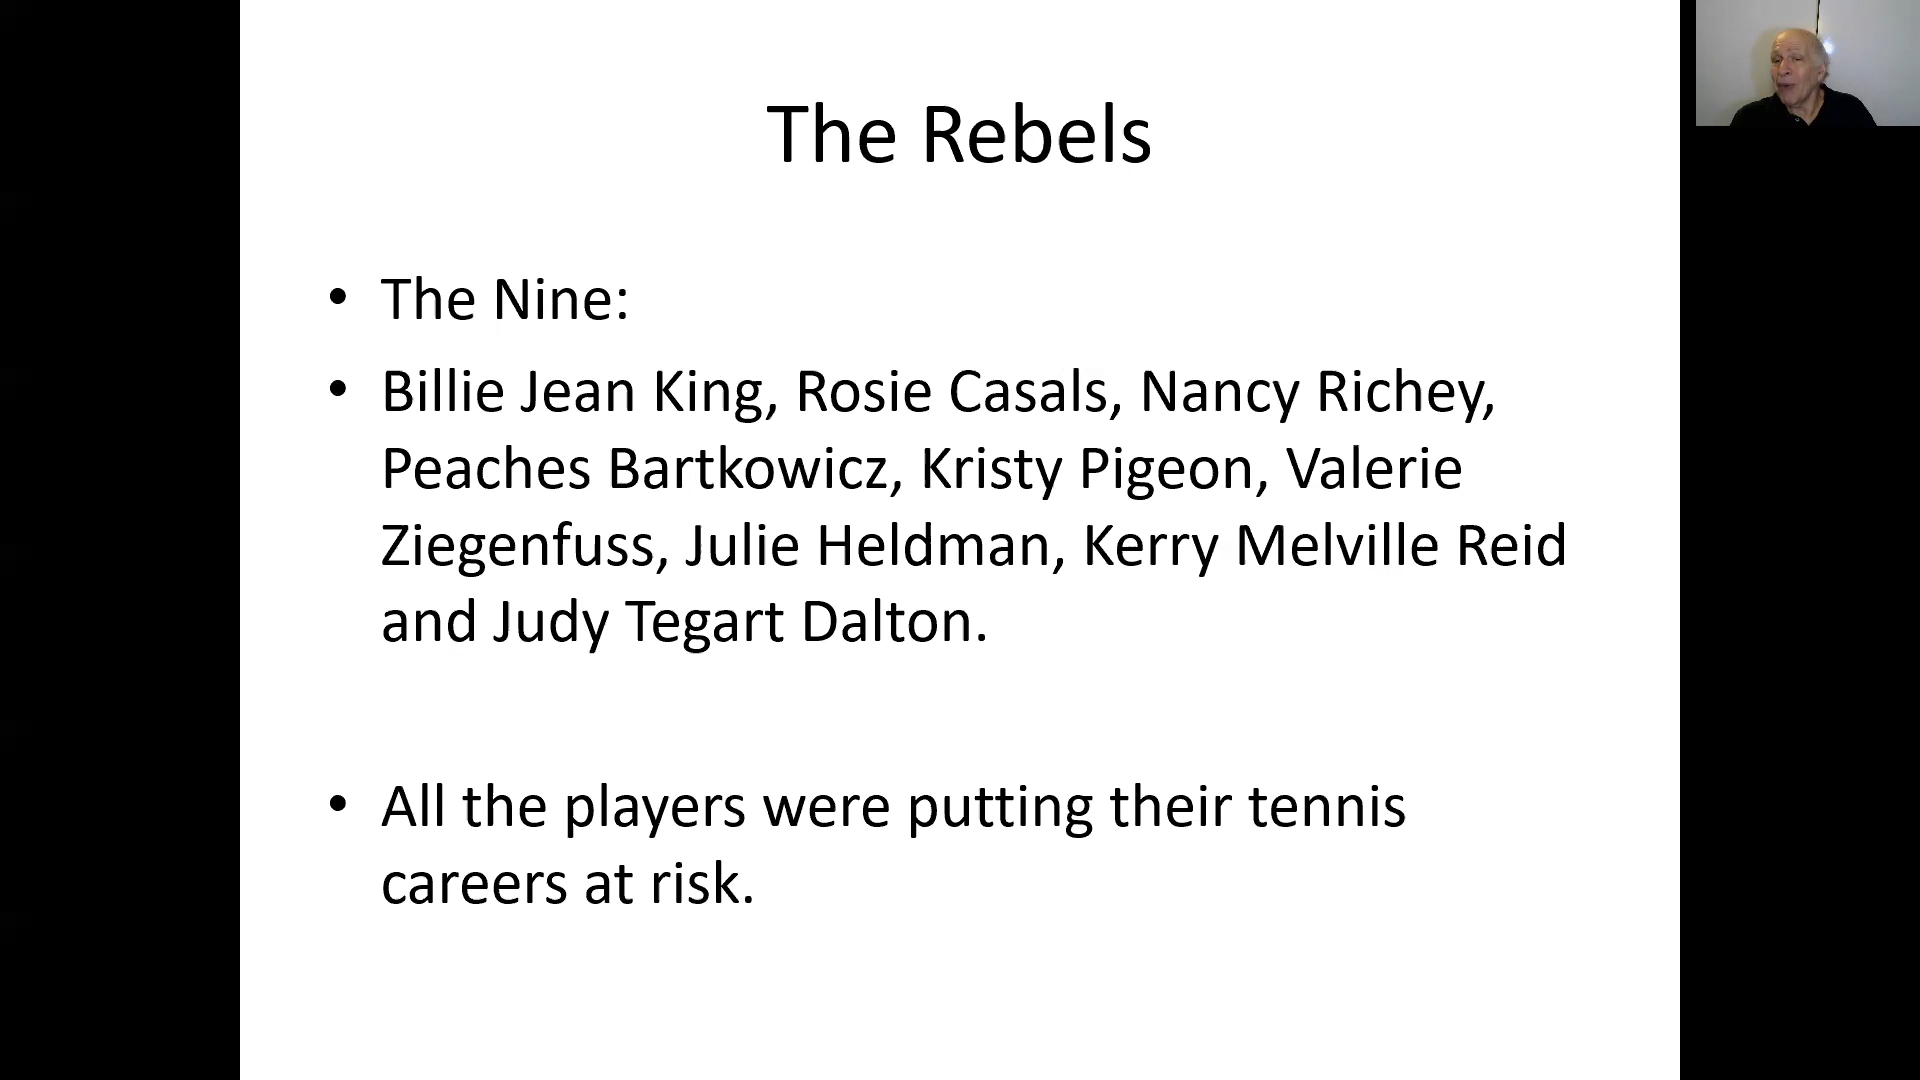 The Rebels
• The Nine:
• Billie Jean King, Rosie Casals, Nancy Richey,
Peaches Bartkowicz, Kristy Pigeon, Valerie
Ziegenfuss, Julie Heldman, Kerry Melville Reid
and Judy Tegart Dalton.
• All the players were putting their tennis
careers at risk.